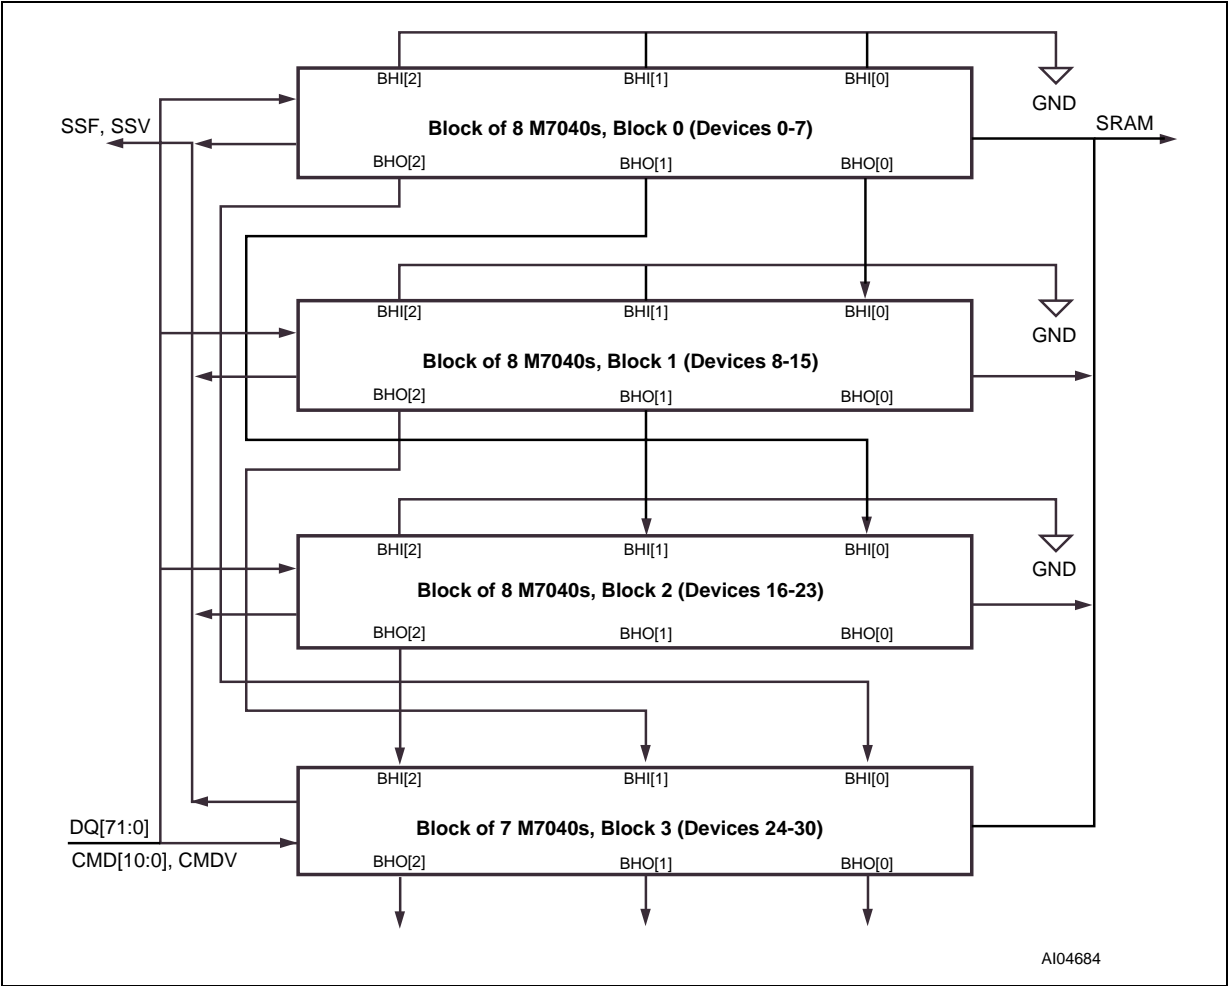 BHI[2] BHI[1] BHI[0]
GND
SSF, SSV
Block of 8 M7040s, Block 0 (Devices 0-7)
SRAM
BHO[2] BHO[1] BHO[0]
BHI[2] BHI[1] BHI[0]
GND
Block of 8 M7040s, Block 1 (Devices 8-15)
BHO[2] BHO[1] BHO[0]
BHI[2] BHI[1] BHI[0]
GND
Block of 8 M7040s, Block 2 (Devices 16-23)
BHO[2] BHO[1] BHO[0]
BHI[2] BHI[1] BHI[0]
DQ[71:0]
Block of 7 M7040s, Block 3 (Devices 24-30)
CMD[10:0], CMDV
BHO[2] BHO[1] BHO[0]
AI04684